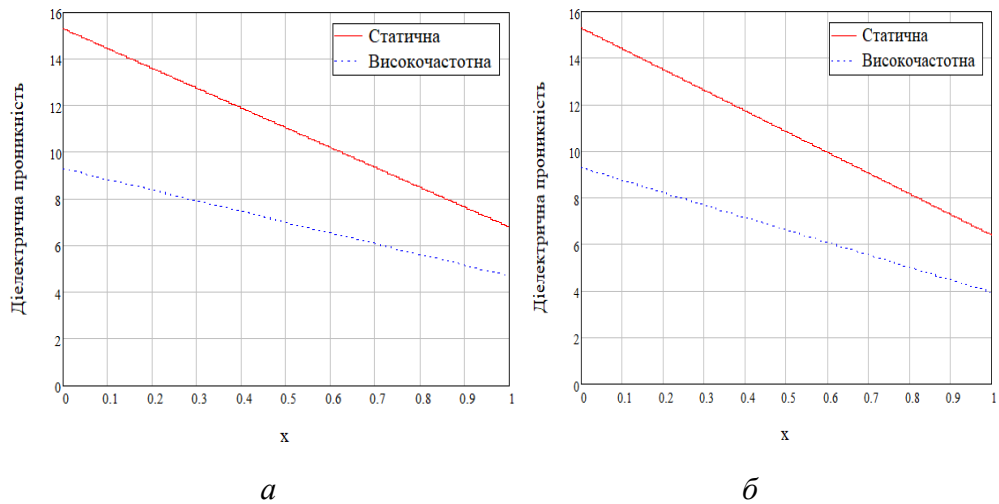 Діелектрична проникність
16
14
12
10
8
6
4
2
0
Статична
Високочастотна
0 0.1 0.2 0.3 0.4 0.5 0.6 0.7 0.8 0.9 1
x
а
Діелектрична проникність
16
14
12
10
8
6
4
2
0
Статична
Високочастотна
0 0.1 0.2 0.3 0.4 0.5 0.6 0.7 0.8 0.9 1
x
б